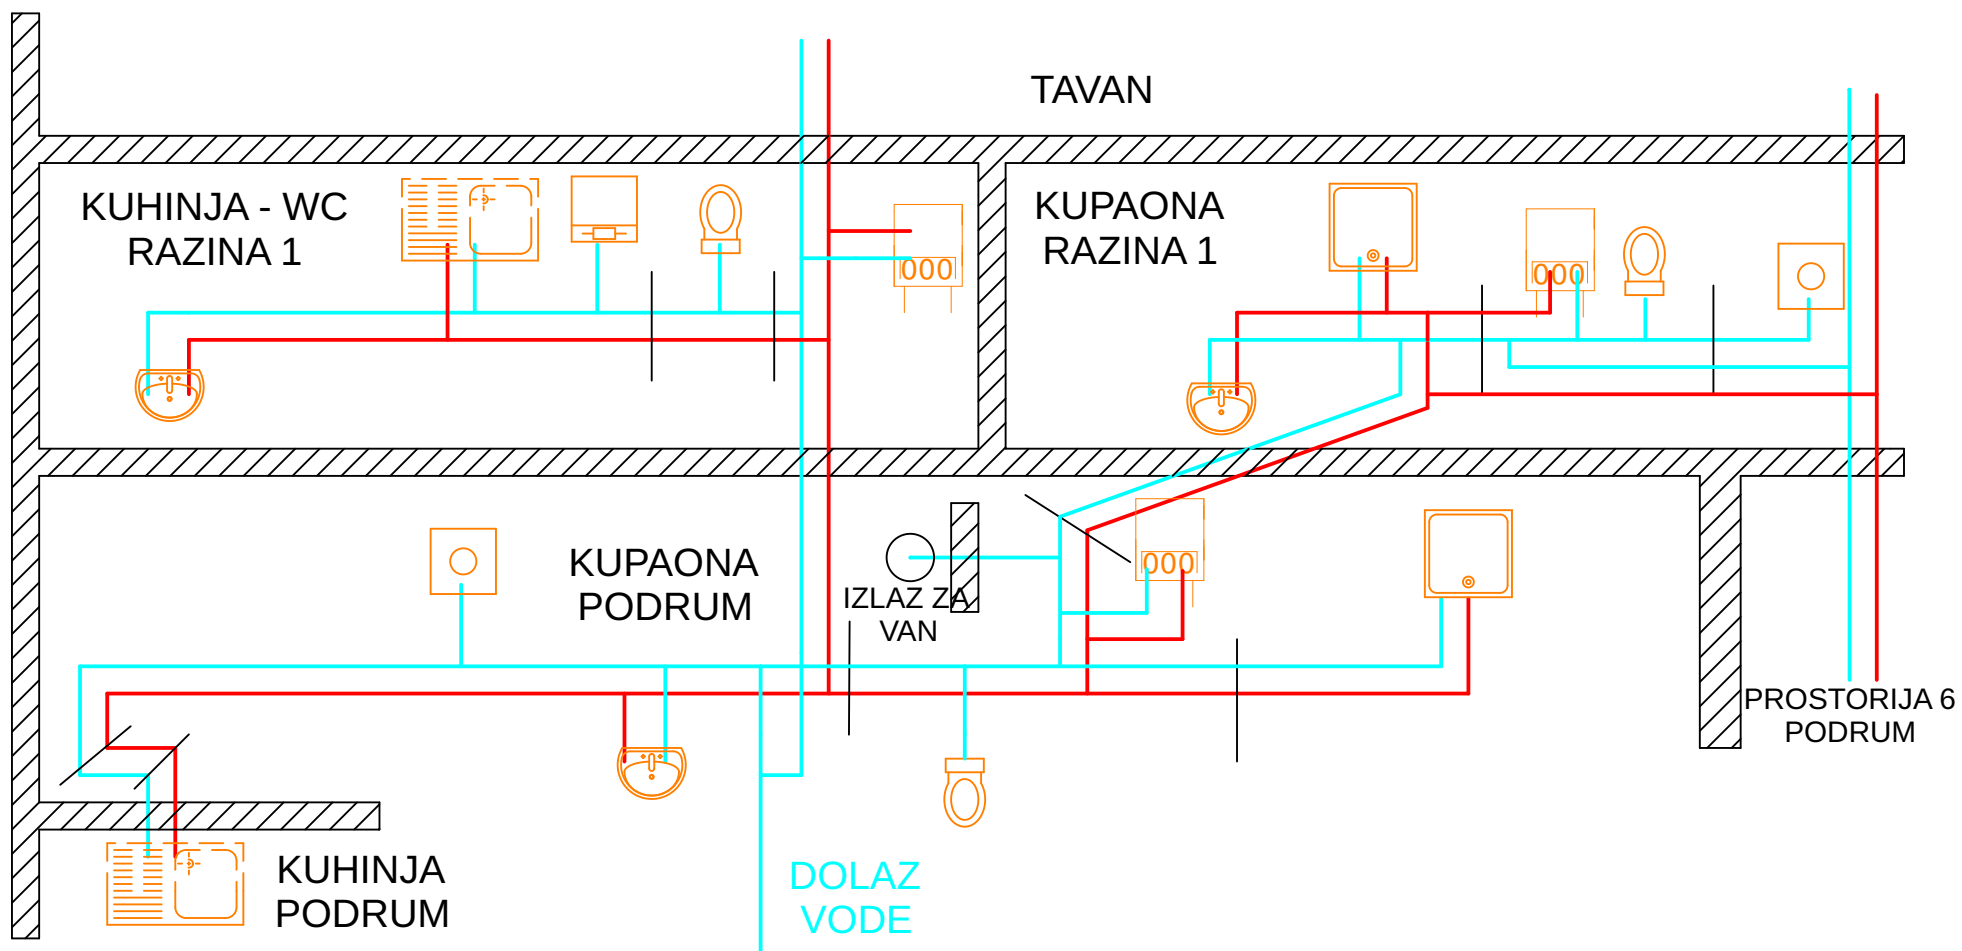 TAVAN
KUHINJA - WC
RAZINA 1
000
KUPAONA
RAZINA 1
000
KUPAONA
PODRUM
IZLAZ ZA
VAN
000
PROSTORIJA 6
PODRUM
KUHINJA
PODRUM
DOLAZ
VODE